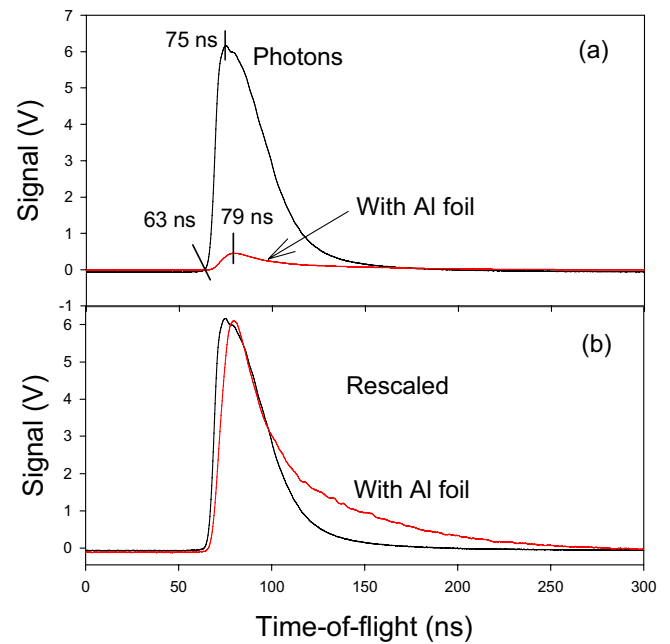 6
75 ns
(a)
Photons
5
4
Signal (V)
3
2
63 ns
79 ns
With Al foil
1
0
-1
6
(b)
5
Rescaled
4
Signal (V)
3
2
With Al foil
1
0
0 50 100 150 200 250 300
Time-of-flight (ns)